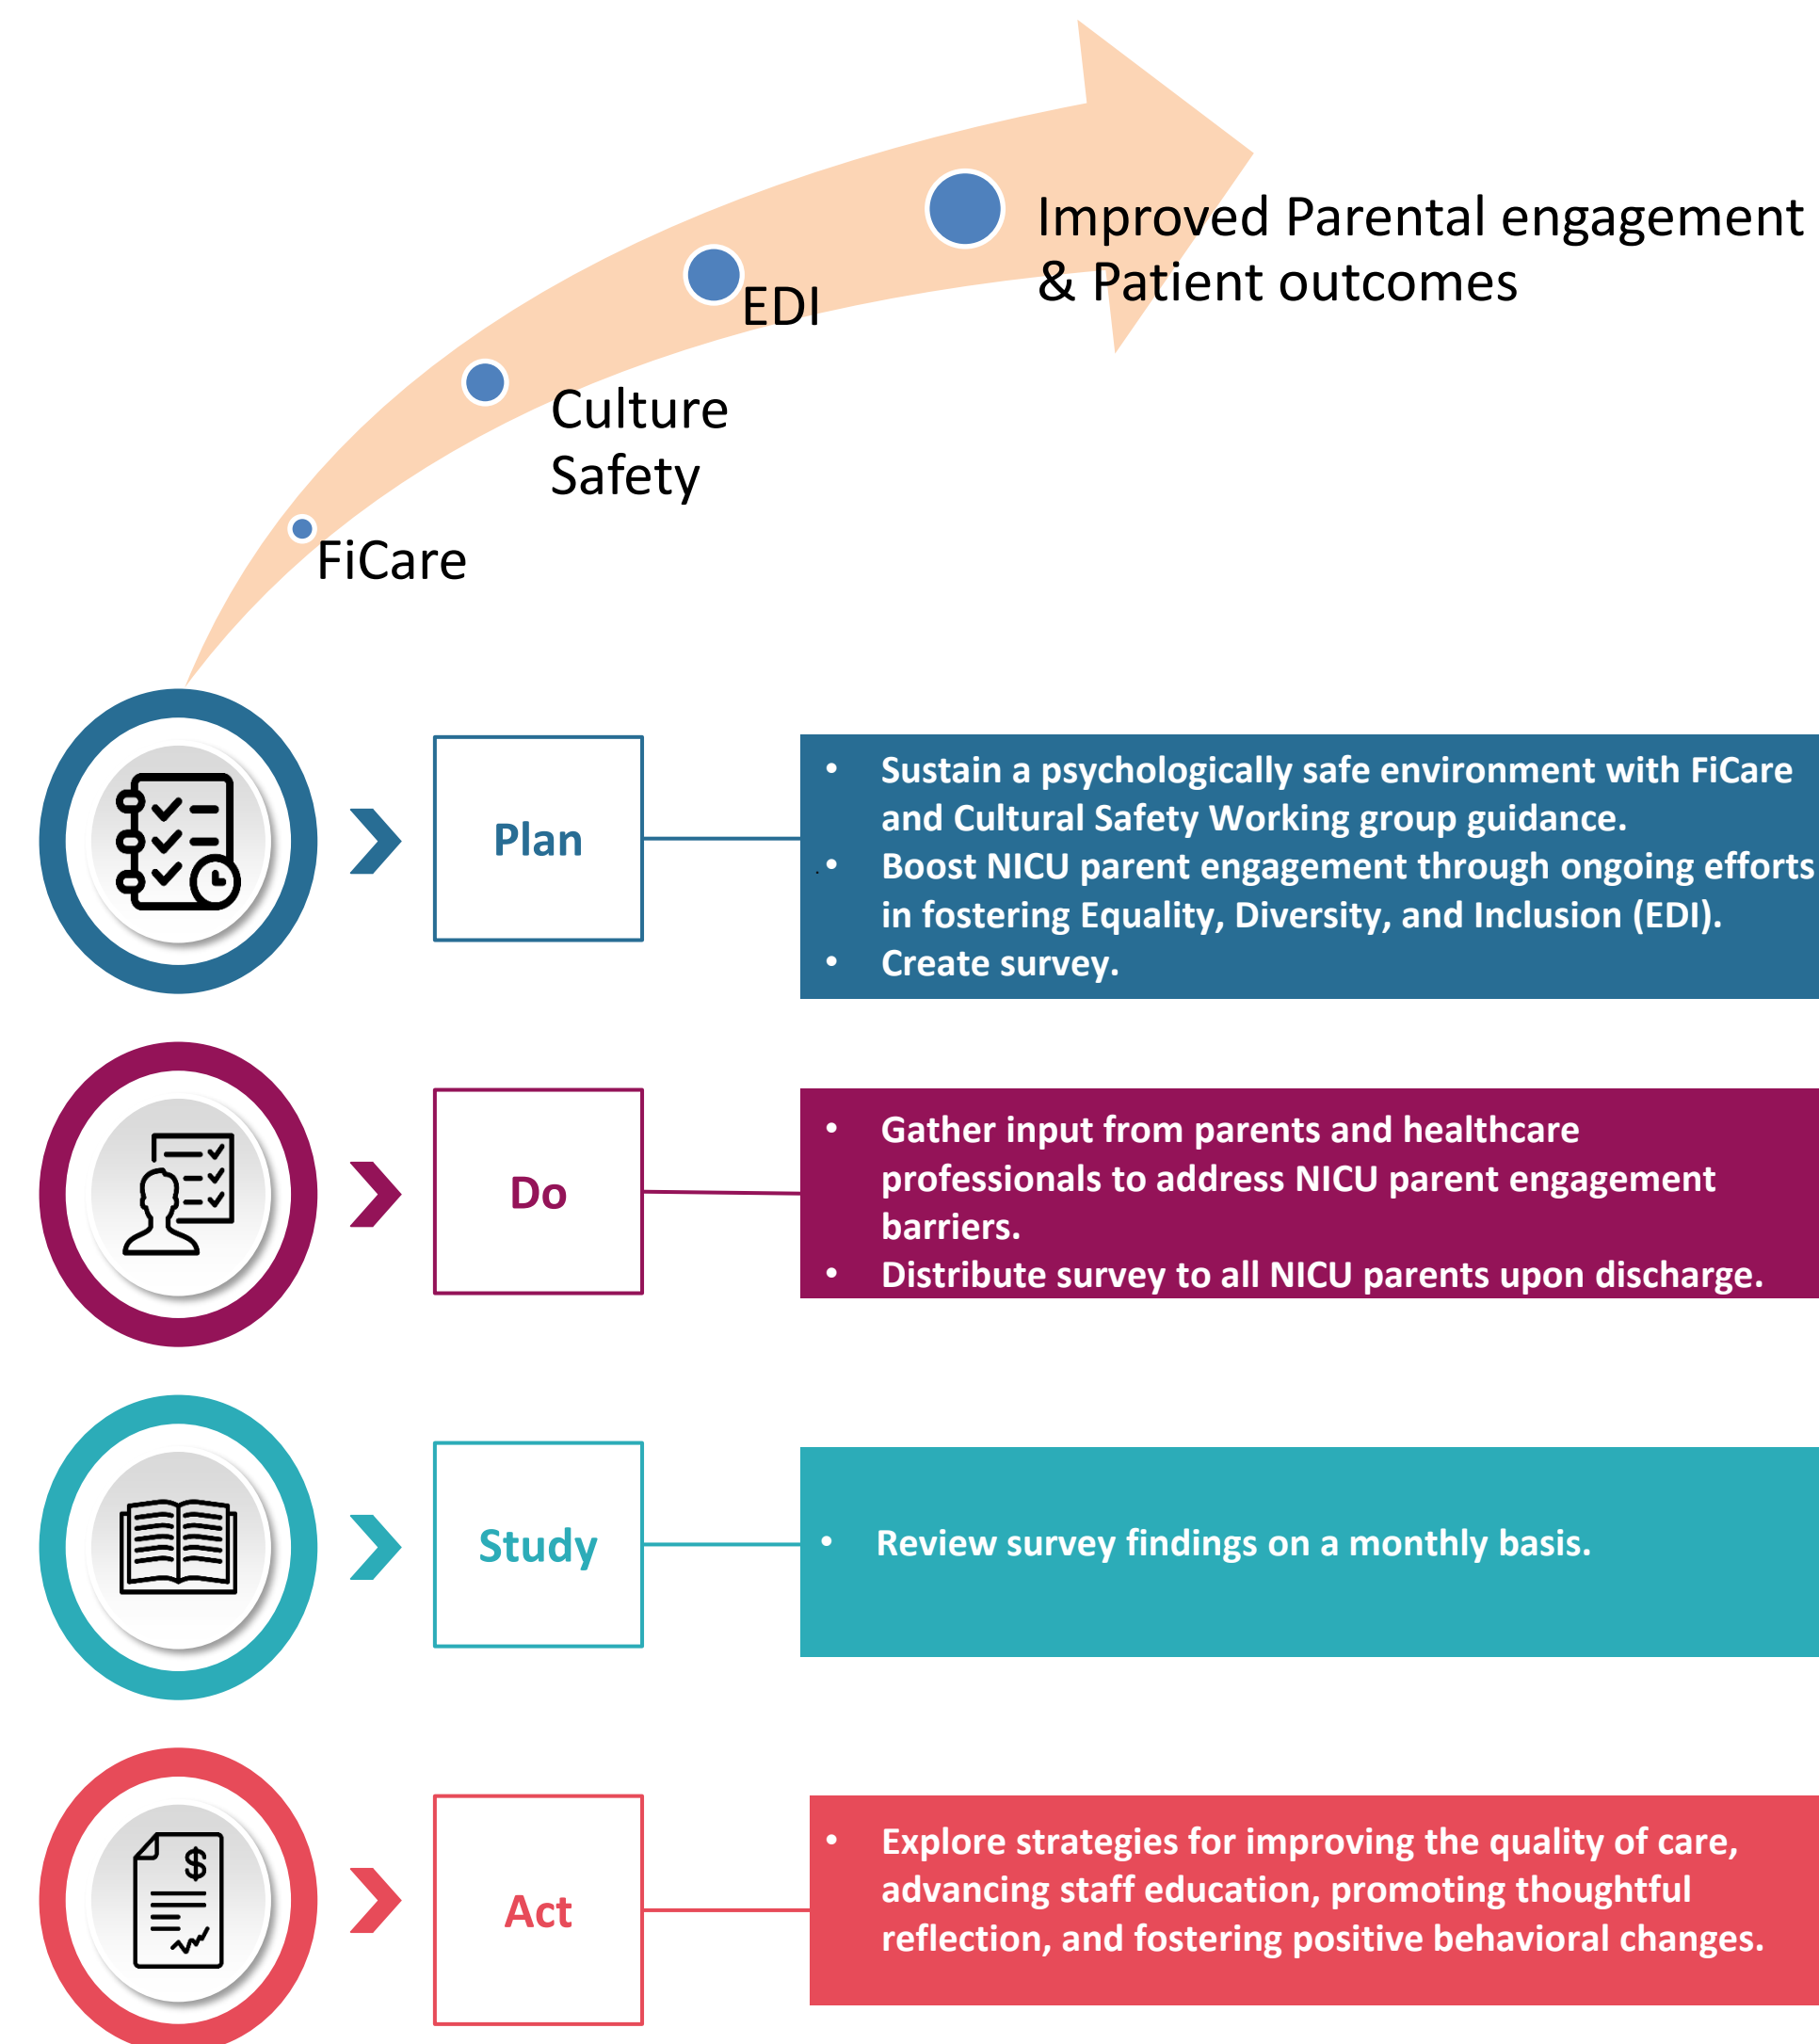 Improved Parental engagement
& Patient outcomes
EDI
Culture
Safety
FiCare
Plan
• Sustain a psychologically safe environment with FiCare
and Cultural Safety Working group guidance.
• Boost NICU parent engagement through ongoing efforts
in fostering Equality, Diversity, and Inclusion (EDI).
• Create survey.
Do
• Gather input from parents and healthcare
professionals to address NICU parent engagement
barriers.
• Distribute survey to all NICU parents upon discharge.
Study
• Review survey findings on a monthly basis.
$
Act
• Explore strategies for improving the quality of care,
advancing staff education, promoting thoughtful
reflection, and fostering positive behavioral changes.